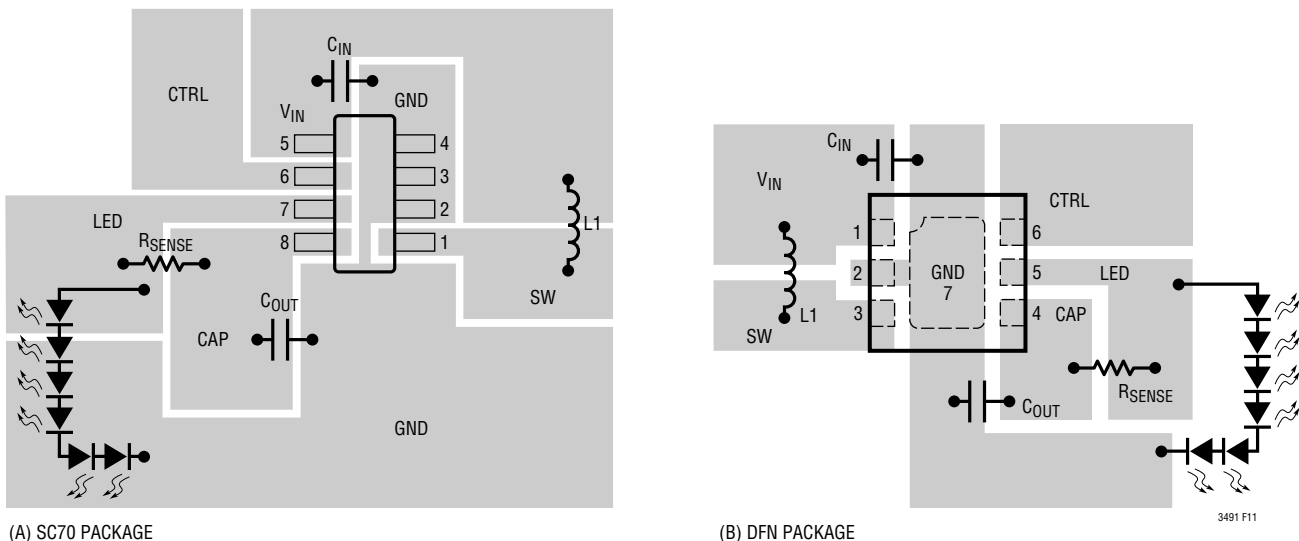 C_IN
CTRL
GND
V_IN
5
4
6
3
7
2
8
1
LED
R_SENSE
L1
SW
C_OUT
CAP
GND
(A) SC70 PACKAGE
C_IN
V_IN
CTRL
1
6
2
GND
7
5
LED
3
4
CAP
L1
SW
R_SENSE
C_OUT
3491 F11
(B) DFN PACKAGE